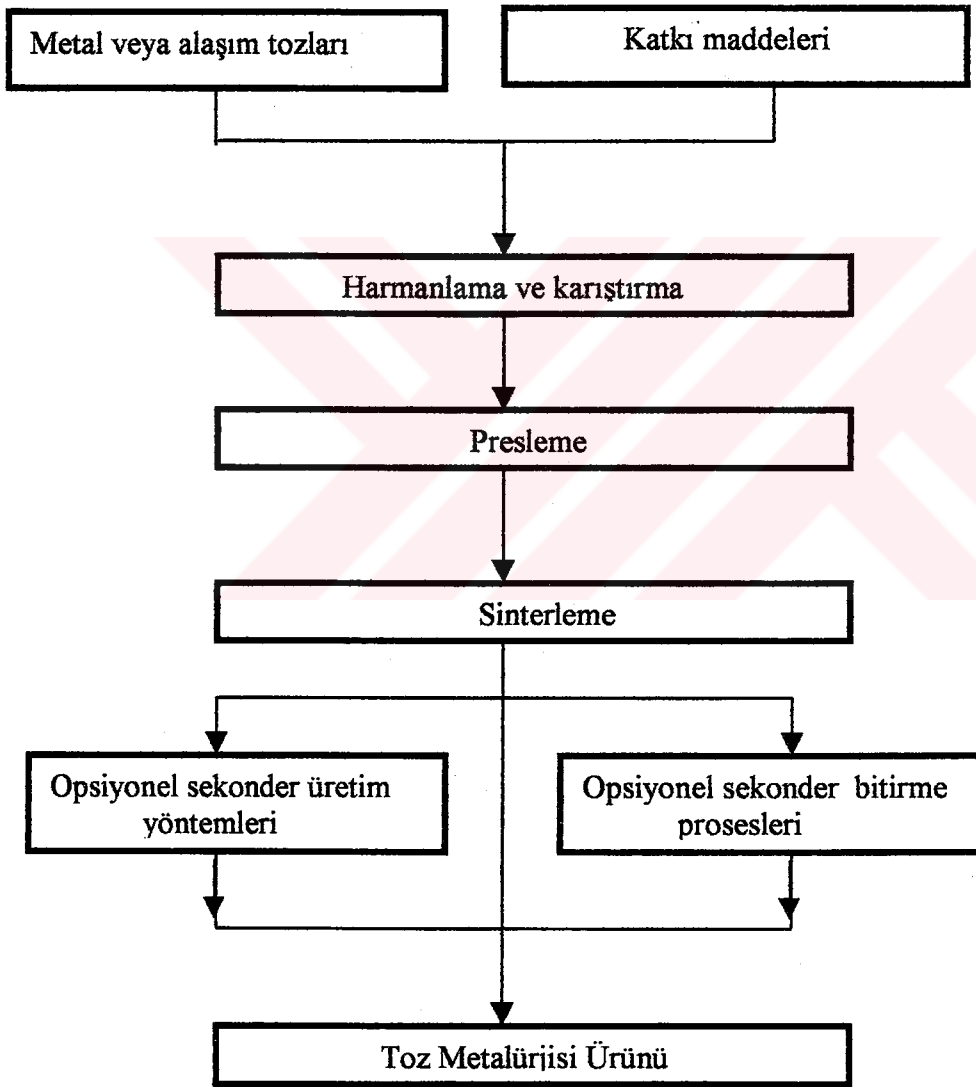 Metal veya alaşım tozları
Katkı maddeleri
Harmanlama ve karıştırma
Presleme
Sinterleme
Opsiyonel sekonder üretim
yöntemleri
Opsiyonel sekonder bitirme
prosesleri
Toz Metalürjisi Ürünü